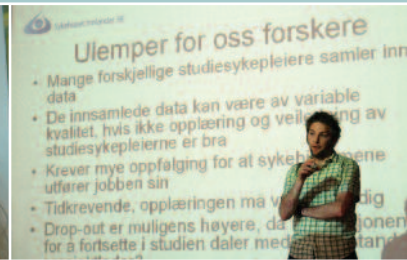 Ulemper for oss forskere
• Mange forskjellige studiesykepleiere samler inn
data
• De innsamlede data kan være av variable
kvalitet, hvis ikke opplæring og av
studiesykepleierne er bra
• Krever mye oppfølging for at
utfører jobben sin
• Tidkrevende, opplæringen må
• Drop-out er muligens høyere, da
for å fortsette i studien daler med